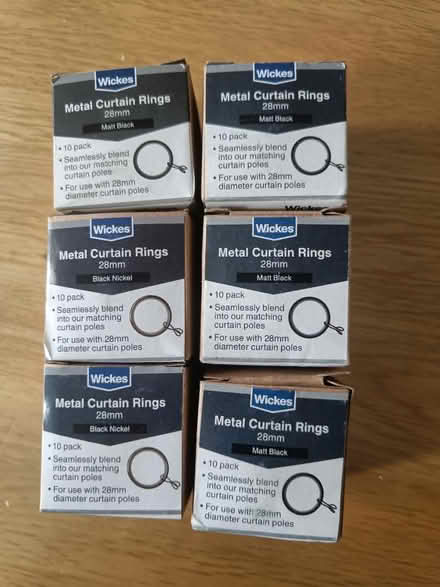 Wickes
Metal Curtain Rings
28mm
Matt Black
• 10 pack
• Seamlessly blend
into our matching
curtain poles
• For use with 28mm
diameter curtain poles
Wickes
Metal Curtain Rings
28mm
Matt Black
• 10 pack
• Seamlessly blend
into our matching
curtain poles
• For use with 28mm
diameter curtain poles
Wickes
Wickes
Metal Curtain Rings
28mm
Black Nickel
• 10 pack
• Seamlessly blend
into our matching
curtain poles
• For use with 28mm
diameter curtain poles
Wickes
Metal Curtain Rings
28mm
Matt Black
• 10 pack
• Seamlessly blend
into our matching
curtain poles
• For use with 28mm
diameter curtain poles
Wickes
Metal Curtain Rings
28mm
Black Nickel
• 10 pack
• Seamlessly blend
into our matching
curtain poles
• For use with 28mm
diameter curtain poles
Wickes
Metal Curtain Rings
28mm
Matt Black
• 10 pack
• Seamlessly blend
into our matching
curtain poles
• For use with 28mm
diameter curtain poles